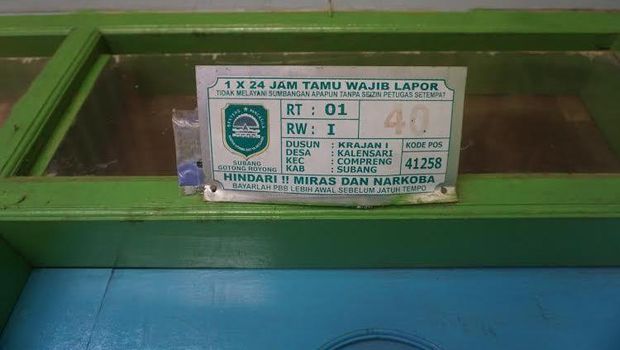 1 X 24 JAM TAMU WAJIB LAPOR
TIDAK MELAYANI SUMBANGAN APAPUN TANPA SEIZIN PETUGAS SETEMPAT
SUBANG
GOTONG ROYONG
RT : 01
RW : I
40
DUSUN : KRAJAN I
DESA : KALENSARI
KEC : COMPRENG
KAB : SUBANG
KODE POS
41258
HINDARI !! MIRAS DAN NARKOBA
BAYARLAH PBB LEBIH AWAL SEBELUM JATUH TEMPO